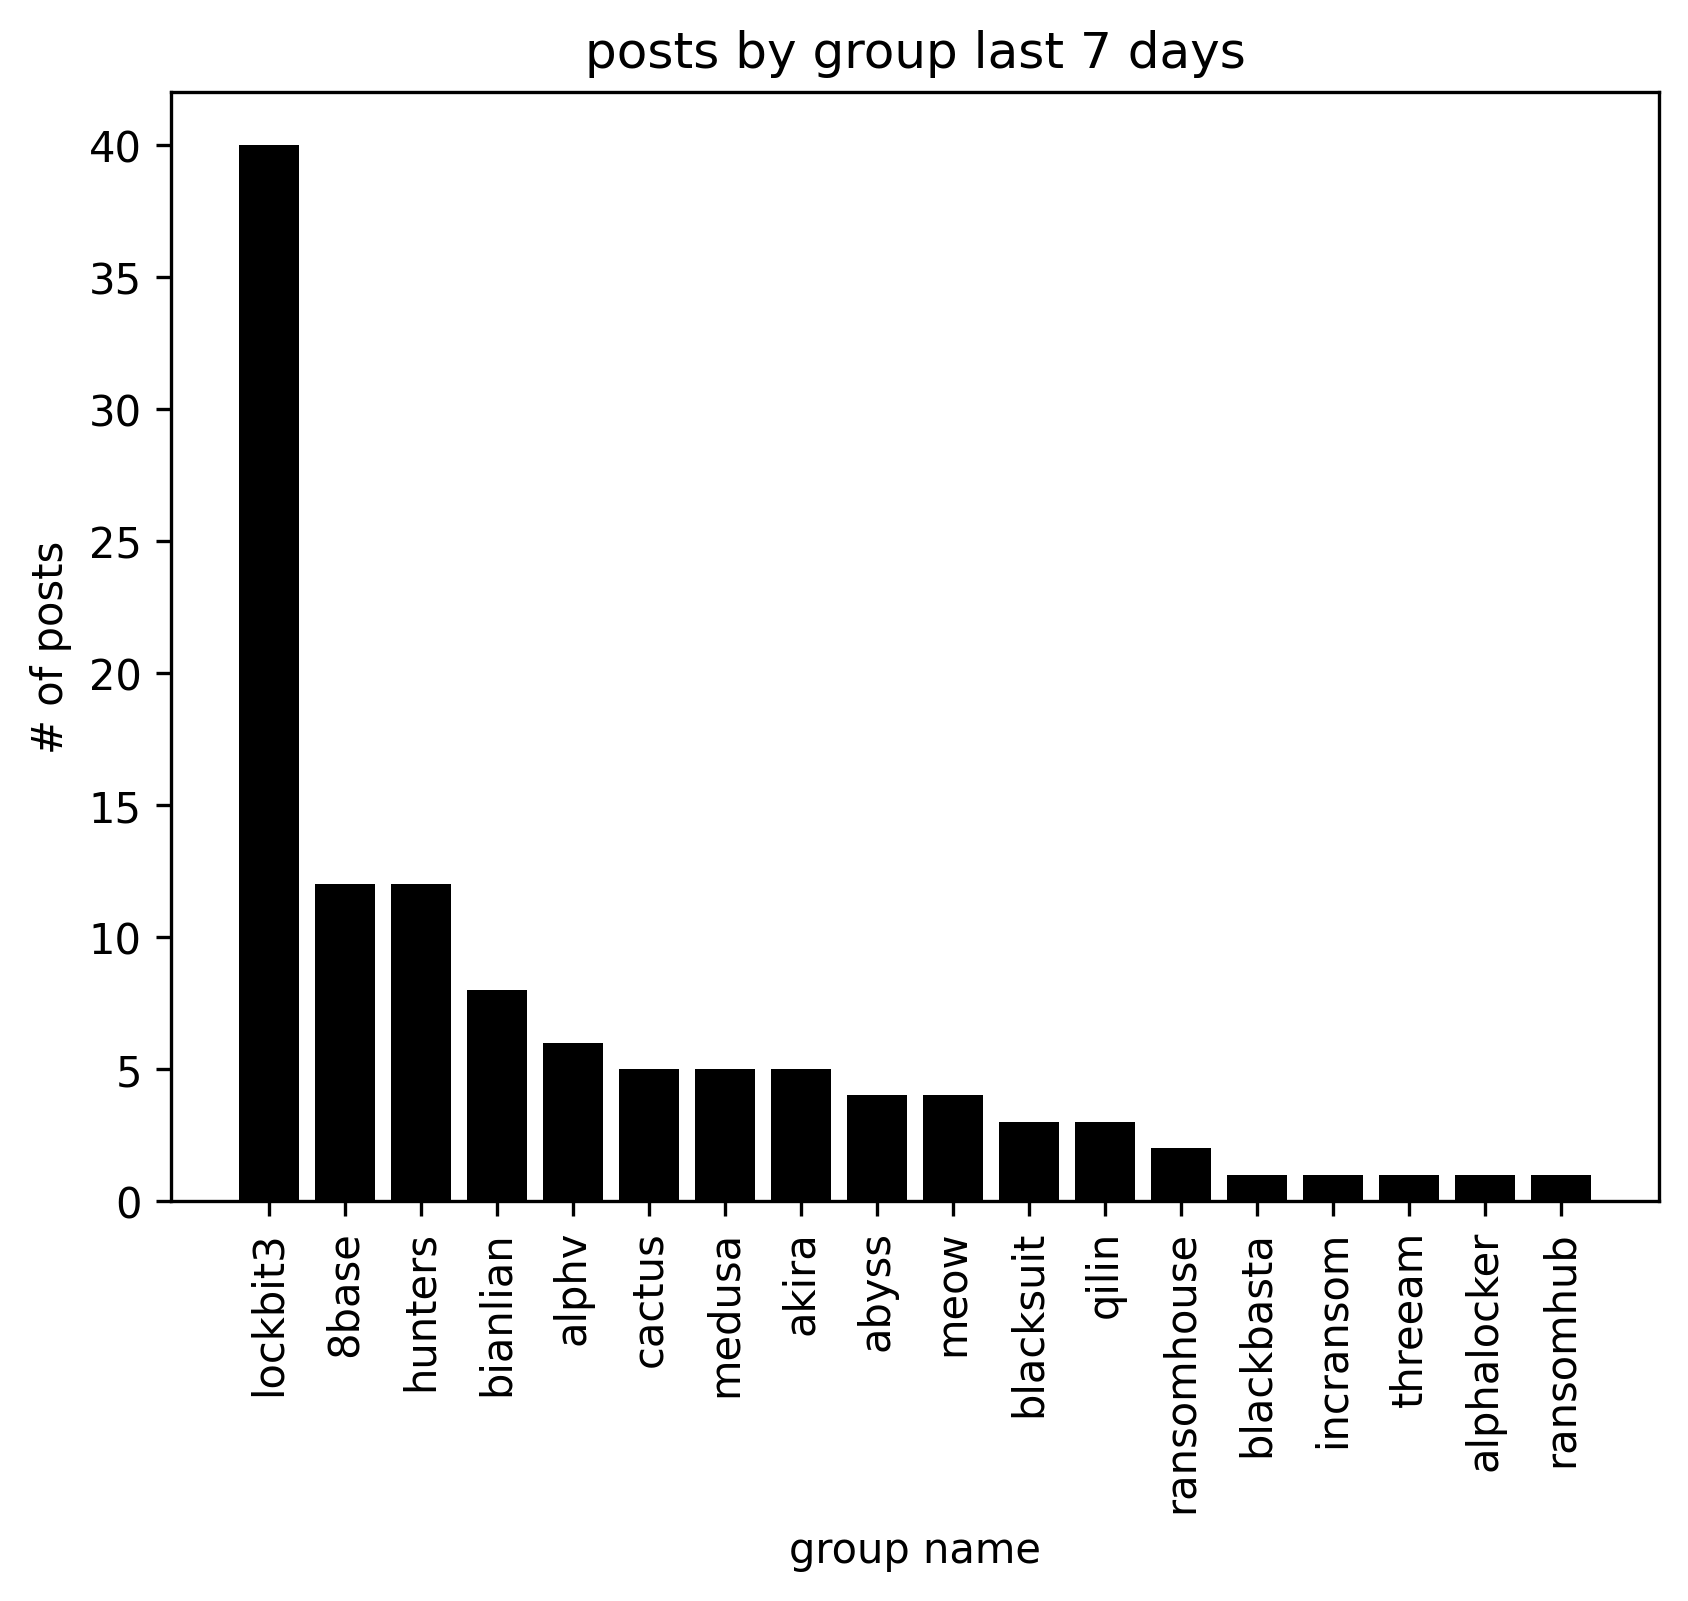 posts by group last 7 days
# of posts
40
35
30
25
20
15
10
5
0
lockbit3
8base
hunters
bianlian
alphv
cactus
medusa
akira
abyss
meow
blacksuit
qilin
ransomhouse
blackbasta
incransom
threeam
alphalocker
ransomhub
group name